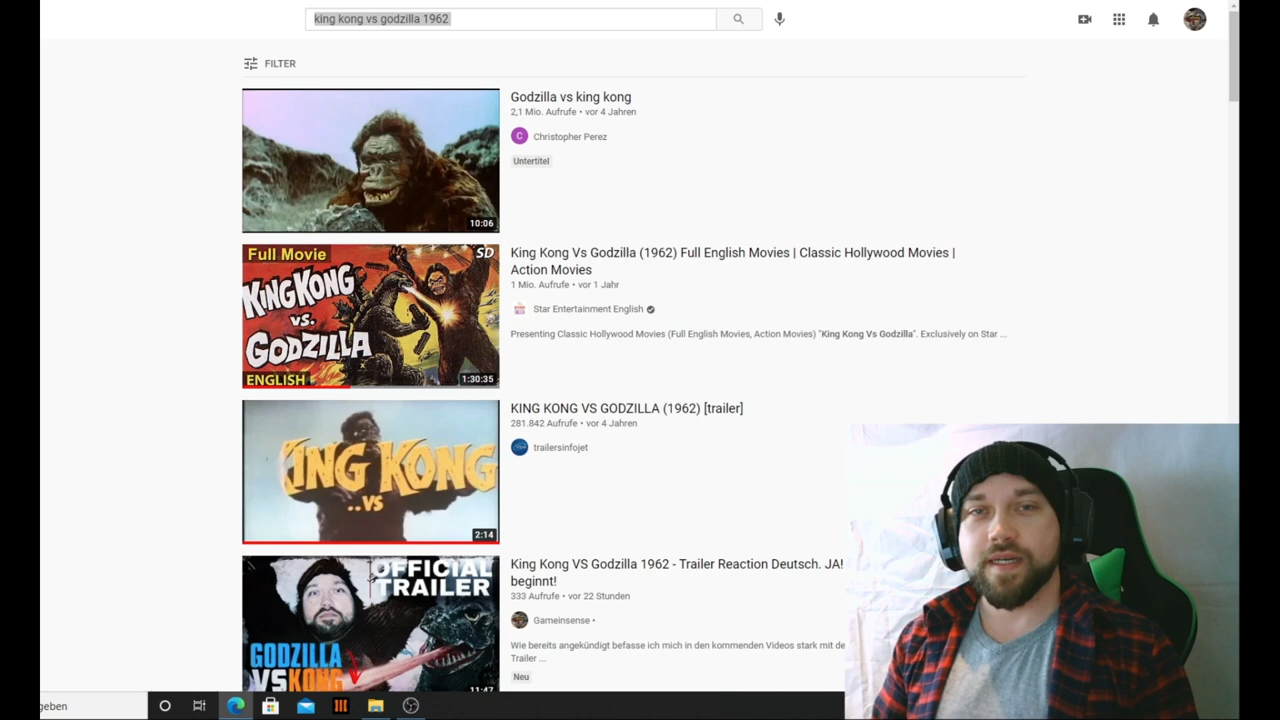 king kong vs godzilla 1962
FILTER
Godzilla vs king kong
2,1 Mio. Aufrufe • vor 4 Jahren
C
Christopher Perez
Untertitel
10:06
Full Movie
SD
KING KONG
vs.
GODZILLA
ENGLISH
1:30:35
King Kong Vs Godzilla (1962) Full English Movies | Classic Hollywood Movies |
Action Movies
1 Mio. Aufrufe • vor 1 Jahr
Star Entertainment English
Presenting Classic Hollywood Movies (Full English Movies, Action Movies) "King Kong Vs Godzilla". Exclusively on Star ...
KING KONG
..VS
2:14
KING KONG VS GODZILLA (1962) [trailer]
281.842 Aufrufe • vor 4 Jahren
trailersinfojet
OFFICIAL
TRAILER
GODZILLA
VS KONG
11:47
King Kong VS Godzilla 1962 - Trailer Reaction Deutsch. JA!
beginnt!
333 Aufrufe • vor 22 Stunden
Gameinsense •
Wie bereits angekündigt befasse ich mich in den kommenden Videos stark mit de
Trailer ...
Neu
geben